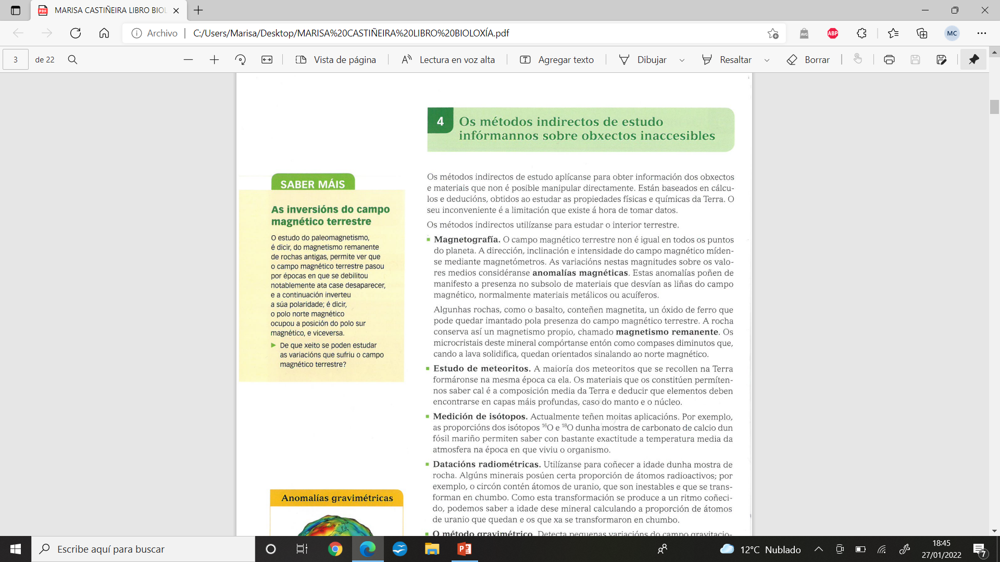 MARISA CASTIÑEIRA LIBRO BIOL
Archivo
C:/Users/Marisa/Desktop/MARISA%20CASTIÑEIRA%20LIBRO%20BIOLOXÍA.pdf
AVG
ABP
MC
3
de 22
Vista de página
Lectura en voz alta
Agregar texto
Dibujar
Resaltar
Borrar
4
Os métodos indirectos de estudo
infórmannos sobre obxectos inaccesibles
SABER MÁIS
As inversións do campo
magnético terrestre
O estudo do paleomagnetismo,
é dicir, do magnetismo remanente
de rochas antigas, permite ver que
o campo magnético terrestre pasou
por épocas en que se debilitou
notablemente ata case desaparecer,
e a continuación inverteu
a súa polaridade; é dicir,
o polo norte magnético
ocupou a posición do polo sur
magnético, e viceversa.
De que xeito se poden estudar
as variacións que sufriu o campo
magnético terrestre?
Os métodos indirectos de estudo aplícanse para obter información dos obxectos
e materiais que non é posible manipular directamente. Están baseados en cálcu-
los e deducións, obtidos ao estudar as propiedades físicas e químicas da Terra. O
seu inconveniente é a limitación que existe á hora de tomar datos.
Os métodos indirectos utilízanse para estudar o interior terrestre.
Magnetografía. O campo magnético terrestre non é igual en todos os puntos
do planeta. A dirección, inclinación e intensidade do campo magnético míden-
se mediante magnetómetros. As variacións nestas magnitudes sobre os valo-
res medios considéranse anomalías magnéticas. Estas anomalías poñen de
manifesto a presenza no subsolo de materiais que desvían as liñas do campo
magnético, normalmente materiais metálicos ou acuíferos.
Algunhas rochas, como o basalto, conteñen magnetita, un óxido de ferro que
pode quedar imantado pola presenza do campo magnético terrestre. A rocha
conserva así un magnetismo propio, chamado magnetismo remanente. Os
microcristais deste mineral compórtanse entón como compases diminutos que,
cando a lava solidifica, quedan orientados sinalando ao norte magnético.
Estudo de meteoritos. A maioría dos meteoritos que se recollen na Terra
formáronse na mesma época ca ela. Os materiais que os constitúen permíten-
nos saber cal é a composición media da Terra e deducir que elementos deben
encontrarse en capas máis profundas, caso do manto e o núcleo.
Medición de isótopos. Actualmente teñen moitas aplicacións. Por exemplo,
as proporcións dos isótopos ¹⁶O e ¹⁸O dunha mostra de carbonato de calcio dun
fósil mariño permiten saber con bastante exactitude a temperatura media da
atmosfera na época en que viviu o organismo.
Datacións radiométricas. Utilízanse para coñecer a idade dunha mostra de
rocha. Algúns minerais posúen certa proporción de átomos radioactivos; por
exemplo, o circón contén átomos de uranio, que son inestables e que se trans-
forman en chumbo. Como esta transformación se produce a un ritmo coñeci-
do, podemos saber a idade dese mineral calculando a proporción de átomos
de uranio que quedan e os que xa se transformaron en chumbo.
O método gravimétrico. Detecta pequenas variacións do campo gravitacio-
Anomalías gravimétricas
Escribe aquí para buscar
12°C Nublado
18:45
27/01/2022
7